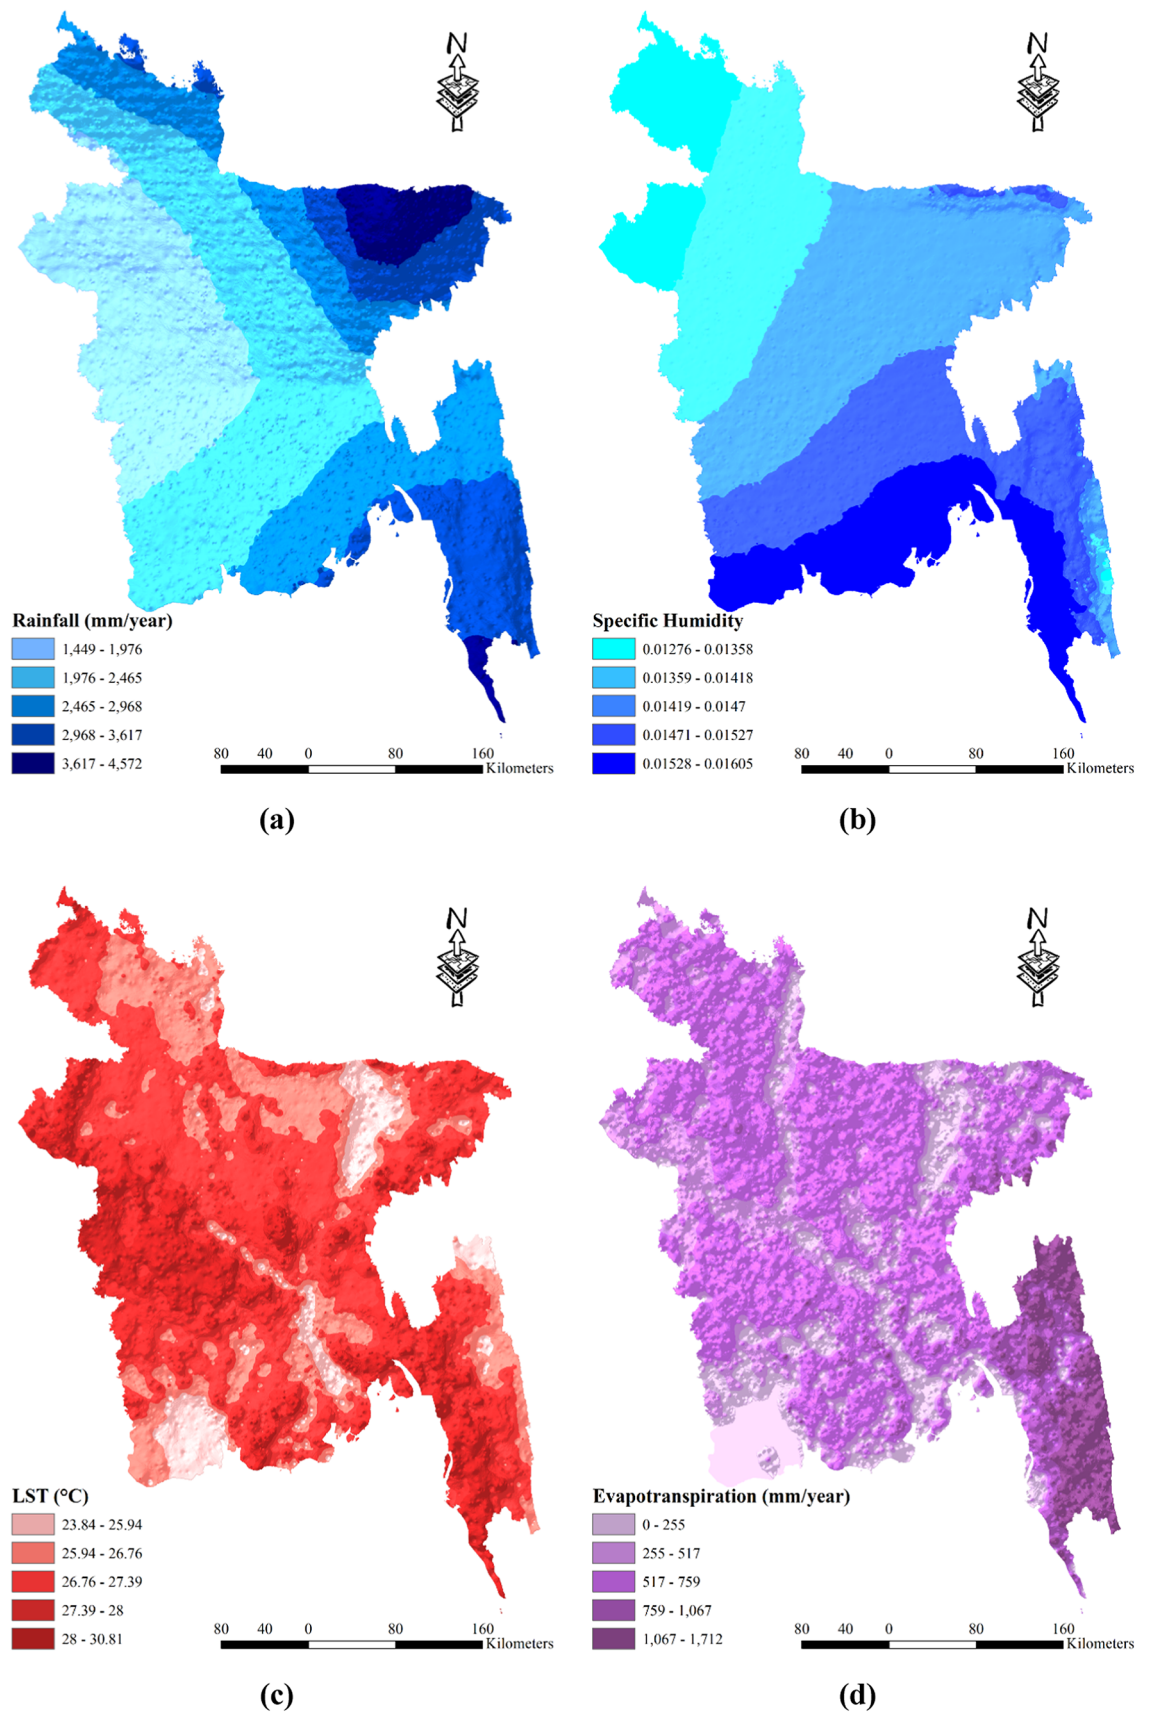 N
N
Rainfall (mm/year)
1,449 - 1,976
1,976 - 2,465
2,465 - 2,968
2,968 - 3,617
3,617 - 4,572
80 40 0 80 160
Kilometers
Specific Humidity
0.01276 - 0.01358
0.01359 - 0.01418
0.01419 - 0.0147
0.01471 - 0.01527
0.01528 - 0.01605
80 40 0 80 160
Kilometers
(a)
(b)
N
N
LST (°C)
23.84 - 25.94
25.94 - 26.76
26.76 - 27.39
27.39 - 28
28 - 30.81
80 40 0 80 160
Kilometers
Evapotranspiration (mm/year)
0 - 255
255 - 517
517 - 759
759 - 1,067
1,067 - 1,712
80 40 0 80 160
Kilometers
(c)
(d)